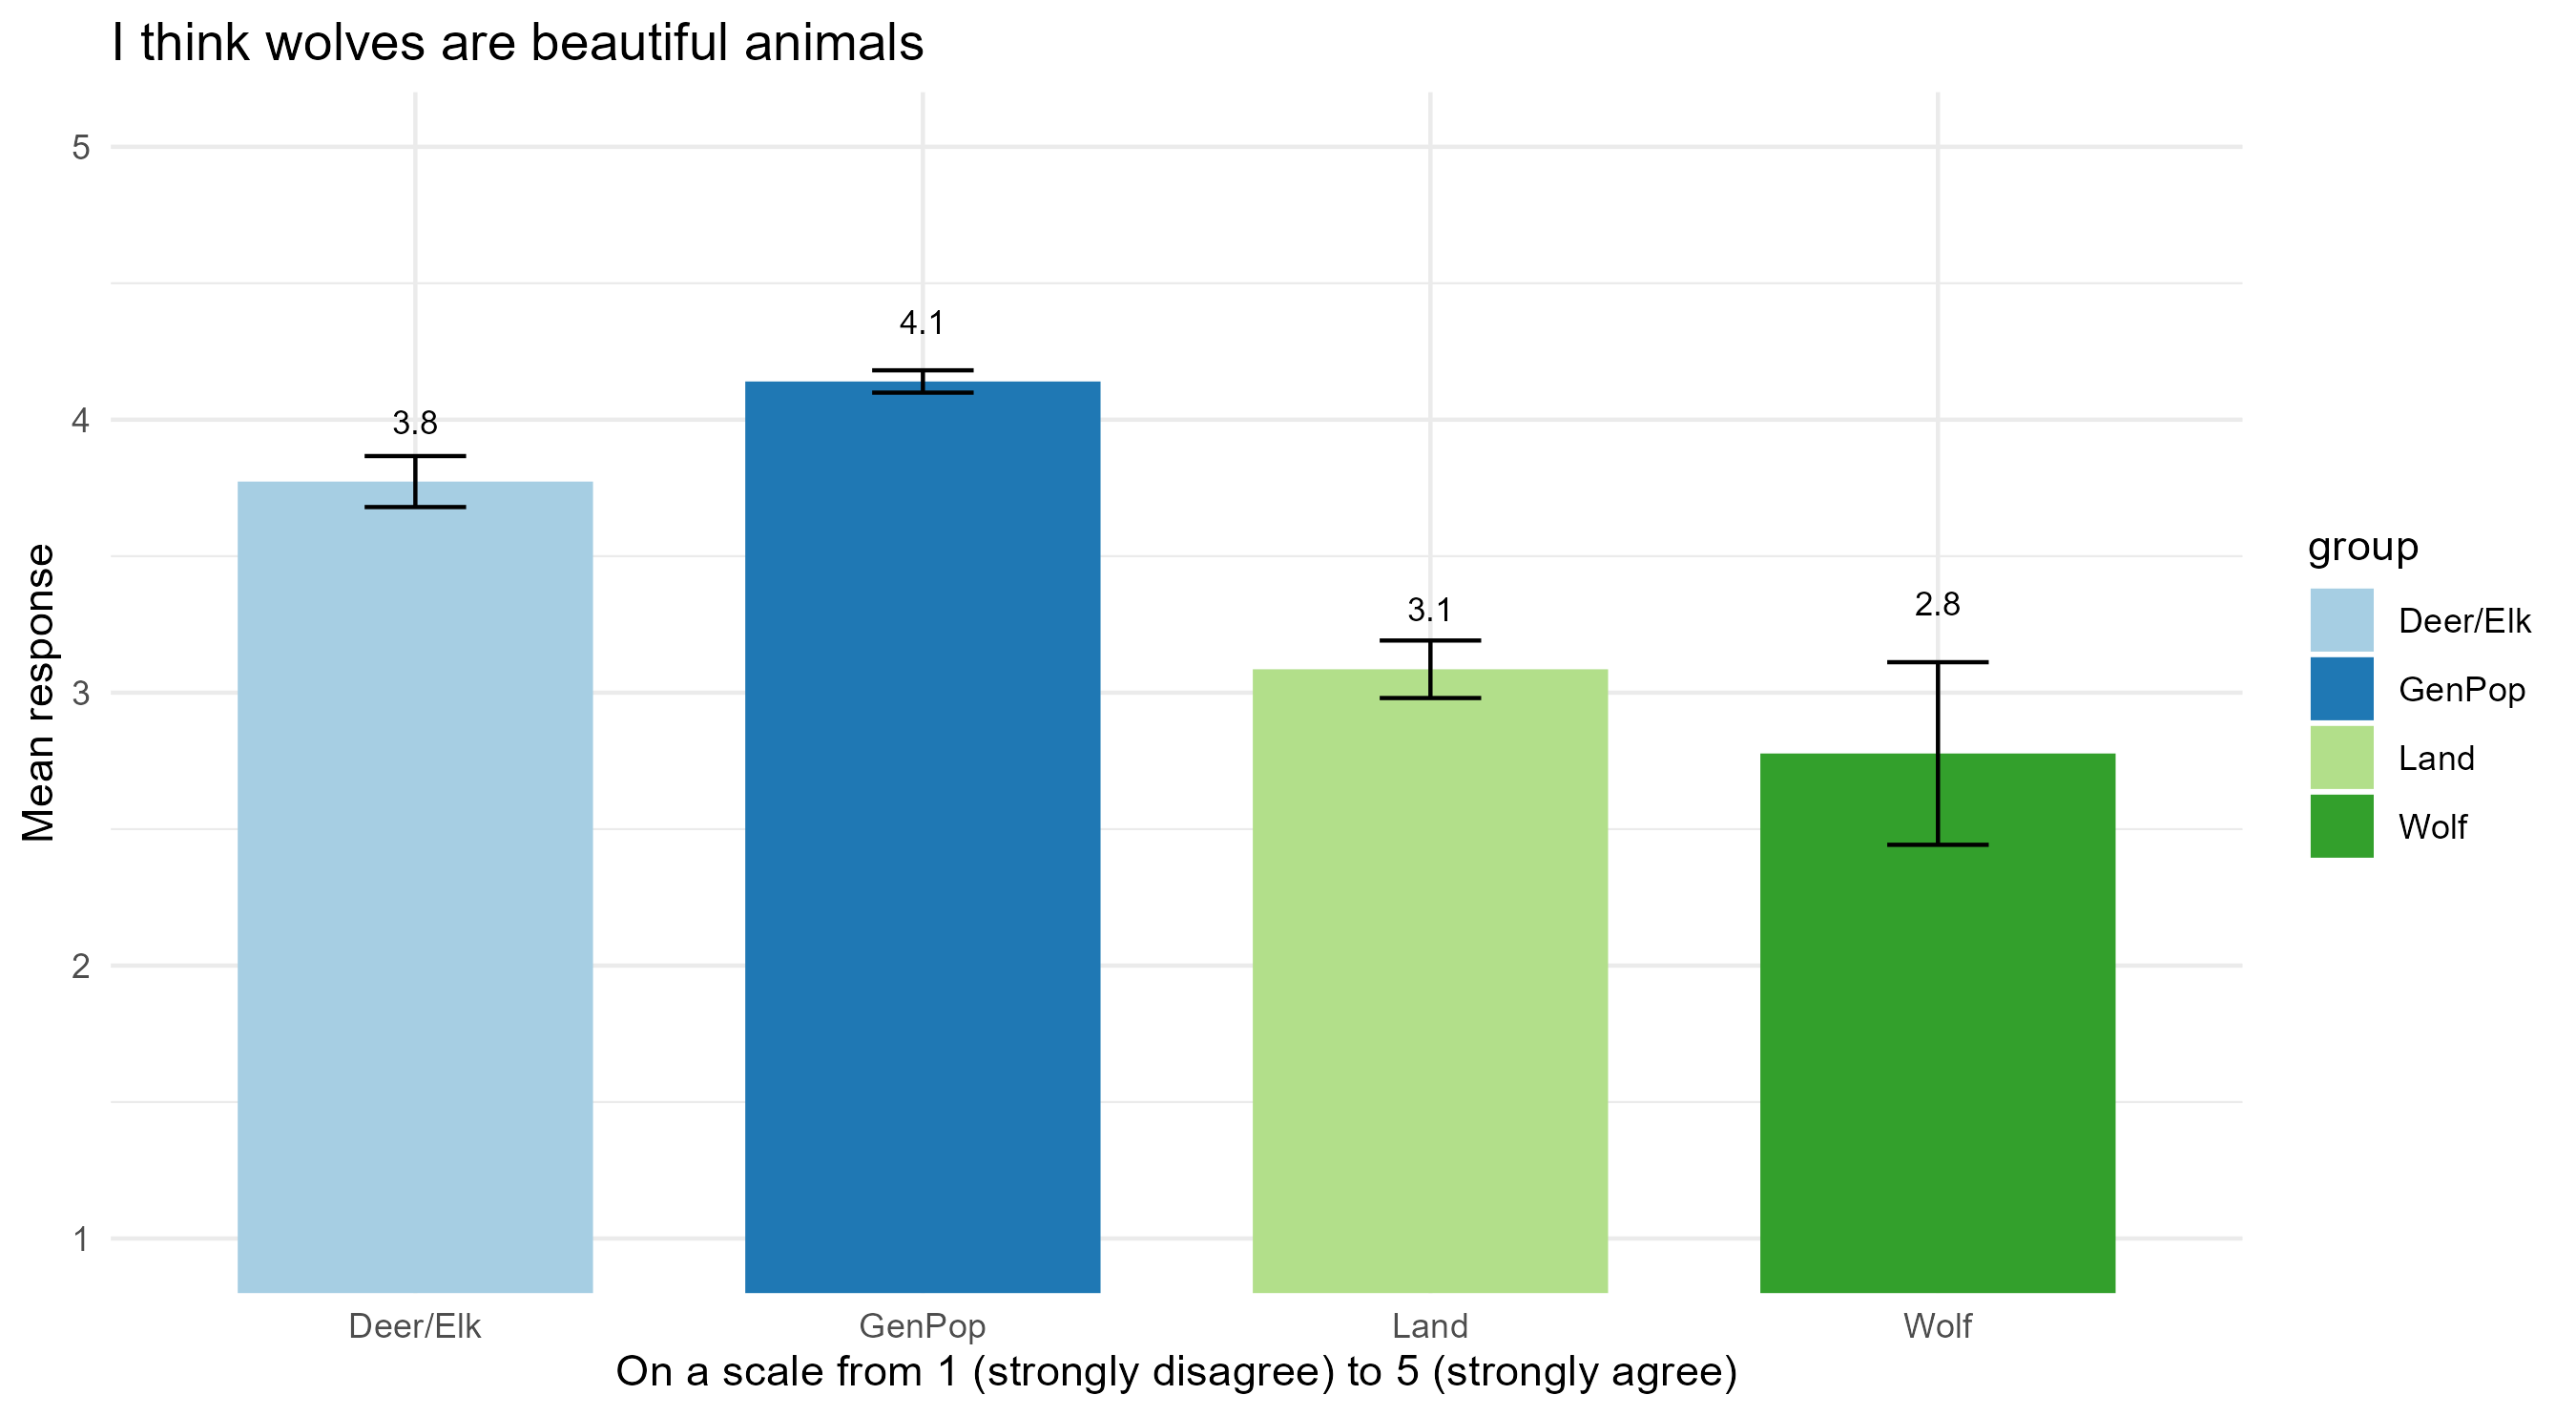 I think wolves are beautiful animals
5
4
3
2
1
Mean response
3.8
4.1
3.1
2.8
Deer/Elk
GenPop
Land
Wolf
On a scale from 1 (strongly disagree) to 5 (strongly agree)
group
Deer/Elk
GenPop
Land
Wolf